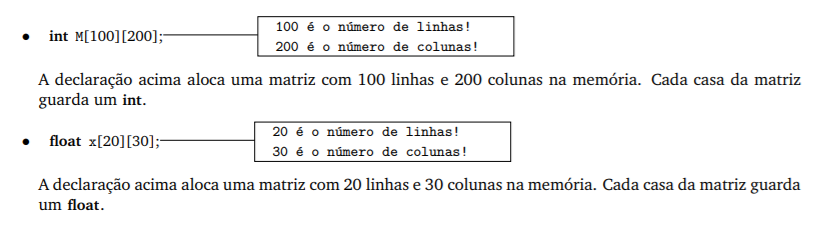 • int M[100][200];
100 é o número de linhas!
200 é o número de colunas!
A declaração acima aloca uma matriz com 100 linhas e 200 colunas na memória. Cada casa da matriz
guarda um int.
• float x[20][30];
20 é o número de linhas!
30 é o número de colunas!
A declaração acima aloca uma matriz com 20 linhas e 30 colunas na memória. Cada casa da matriz guarda
um float.